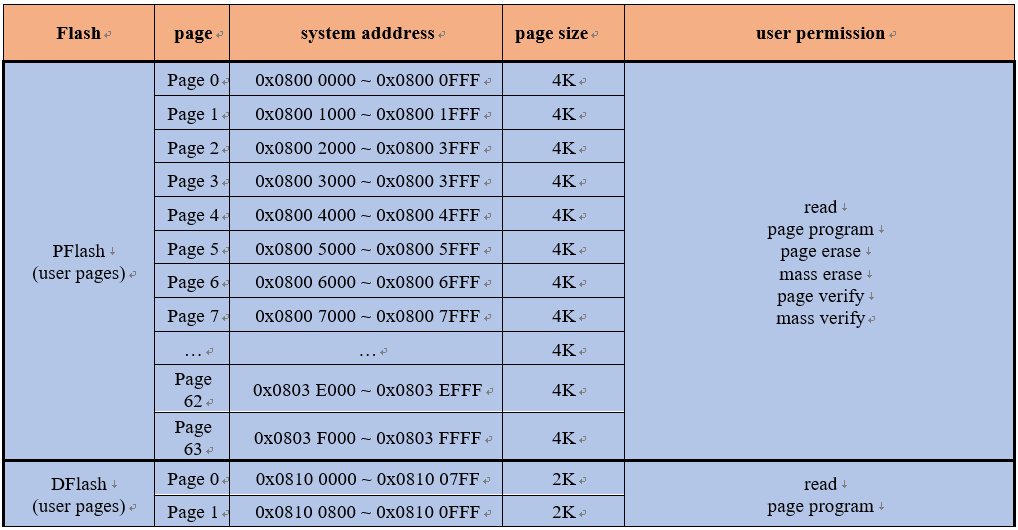 Flash page system adddress page size user permission
PFlash
(user pages)
Page 0 0x0800 0000 ~ 0x0800 0FFF 4K
Page 1 0x0800 1000 ~ 0x0800 1FFF 4K
Page 2 0x0800 2000 ~ 0x0800 3FFF 4K
Page 3 0x0800 3000 ~ 0x0800 3FFF 4K
Page 4 0x0800 4000 ~ 0x0800 4FFF 4K
Page 5 0x0800 5000 ~ 0x0800 5FFF 4K
Page 6 0x0800 6000 ~ 0x0800 6FFF 4K
Page 7 0x0800 7000 ~ 0x0800 7FFF 4K
… … 4K
Page
62 0x0803 E000 ~ 0x0803 EFFF 4K
Page
63 0x0803 F000 ~ 0x0803 FFFF 4K
read
page program
page erase
mass erase
page verify
mass verify
DFlash
(user pages)
Page 0 0x0810 0000 ~ 0x0810 07FF 2K
Page 1 0x0810 0800 ~ 0x0810 0FFF 2K
read
page program